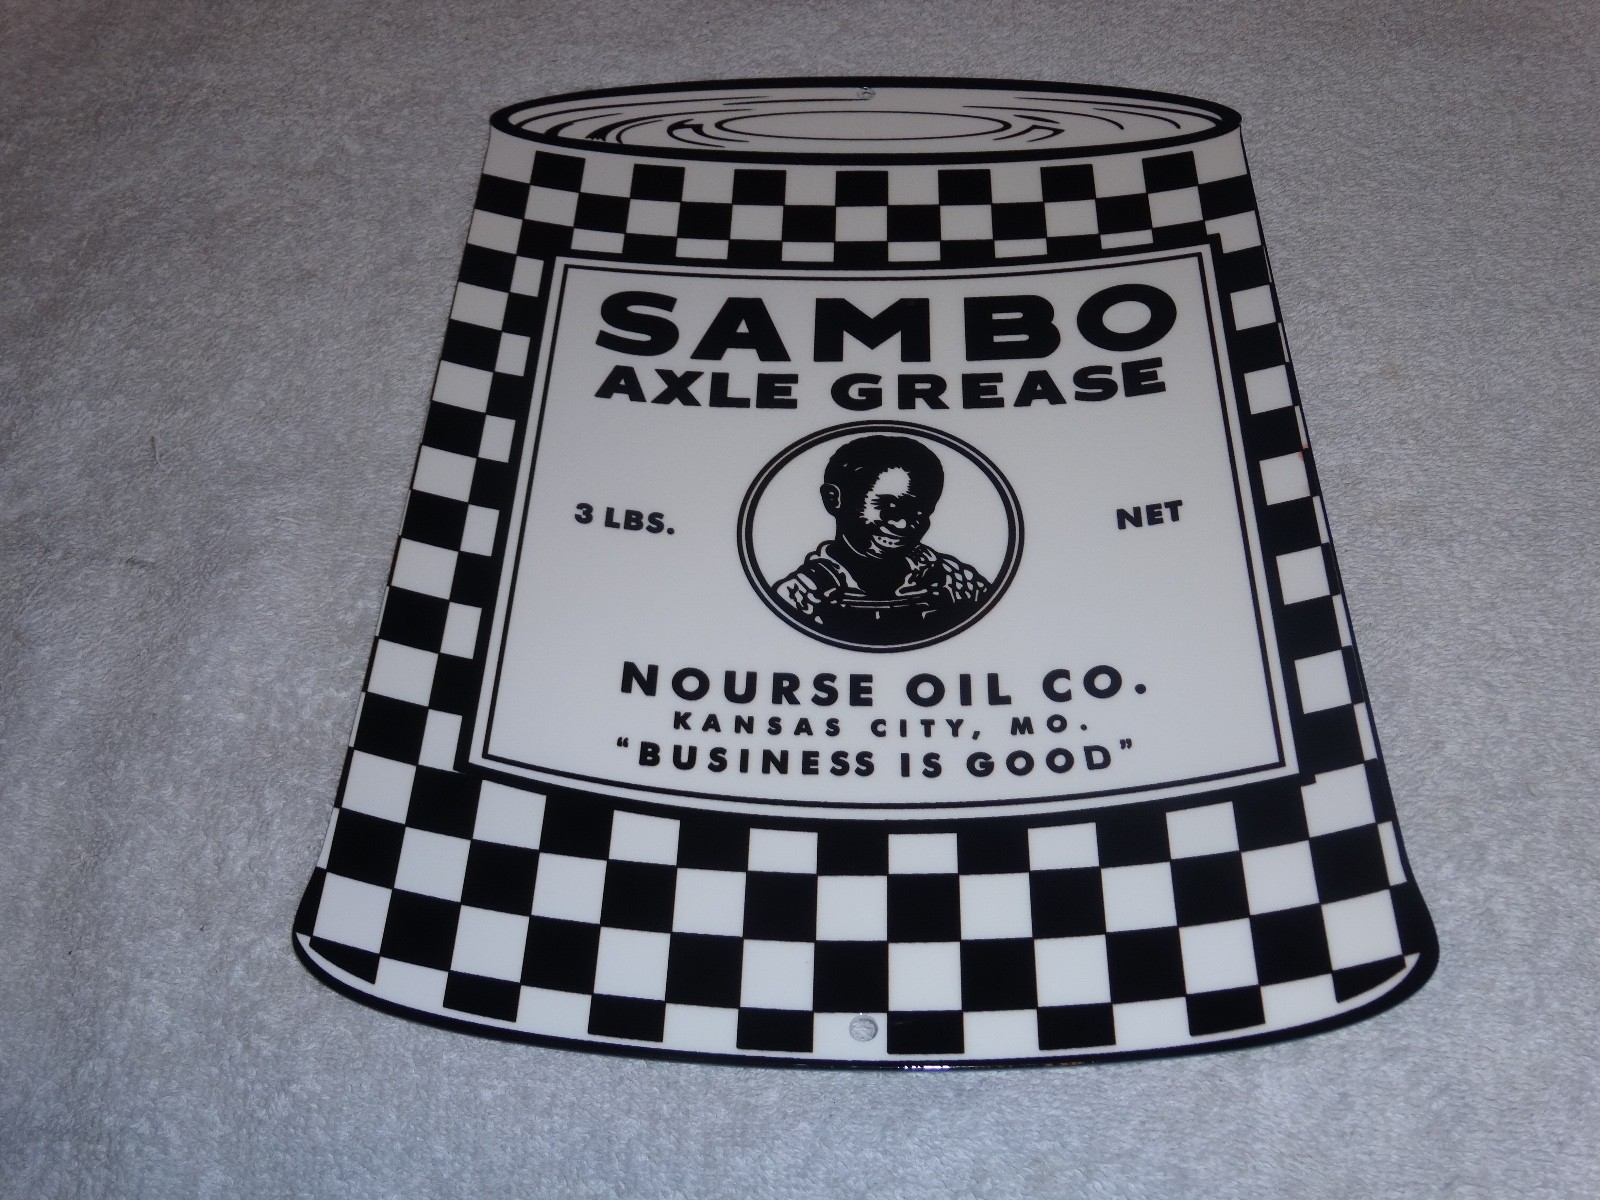 SAMBO
AXLE GREASE
3 LBS. NET
NOURSE OIL CO.
KANSAS CITY, MO.
"BUSINESS IS GOOD"